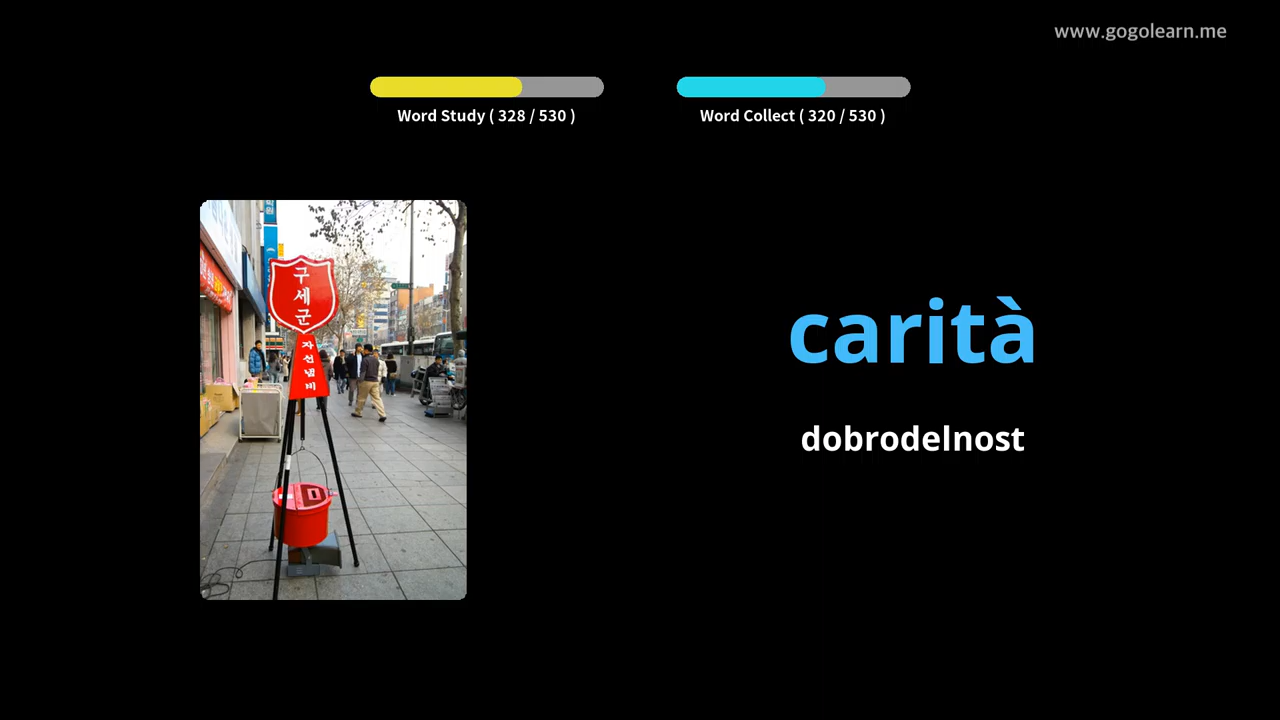 www.gogolearn.me
Word Study ( 328 / 530 )
Word Collect ( 320 / 530 )
구
세
군
자
선
냄
비
carità
dobrodelnost